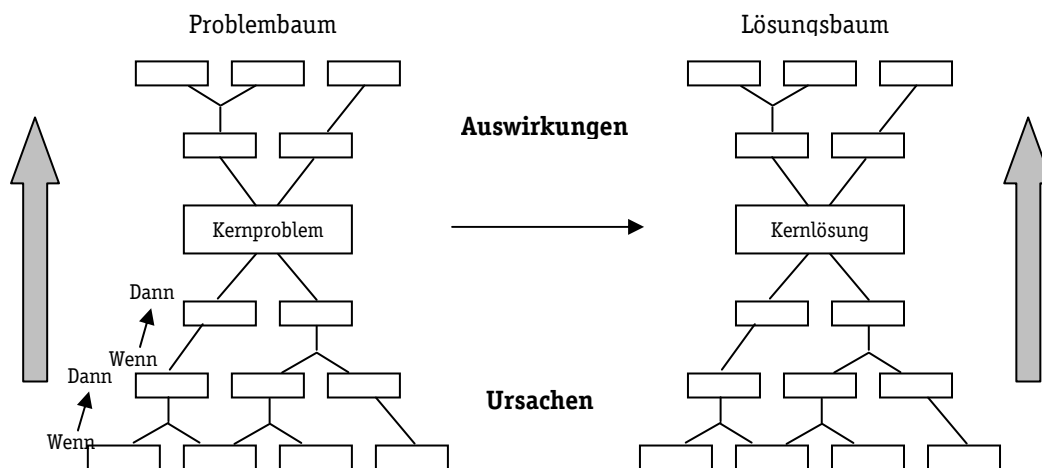 Problembaum
Lösungsbaum
Auswirkungen
Kernproblem
Kernlösung
Dann
Wenn
Dann
Ursachen
Wenn